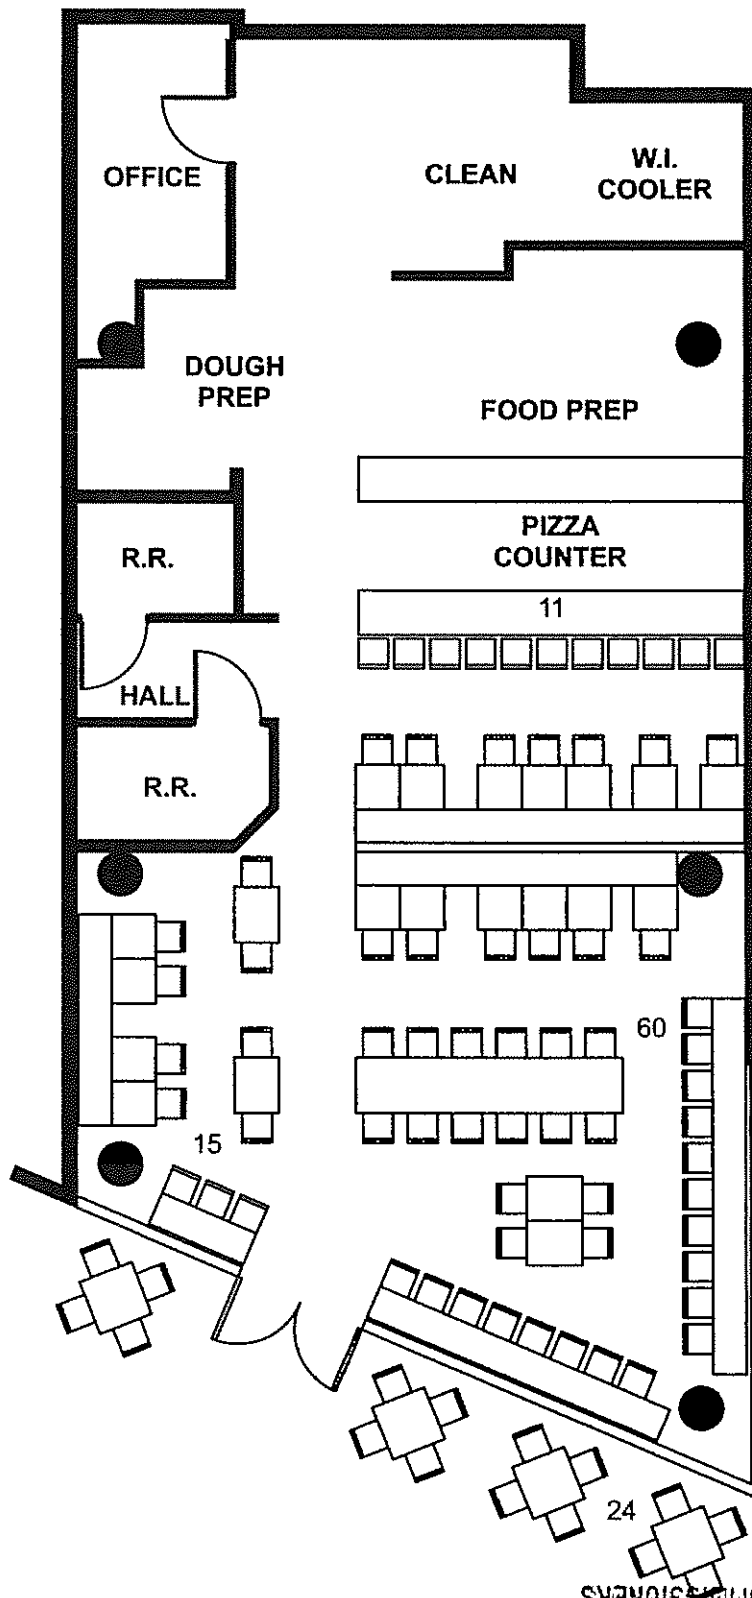 OFFICE
CLEAN
W.I.
COOLER
DOUGH
PREP
FOOD PREP
R.R.
PIZZA
COUNTER
11
HALL
R.R.
60
15
24